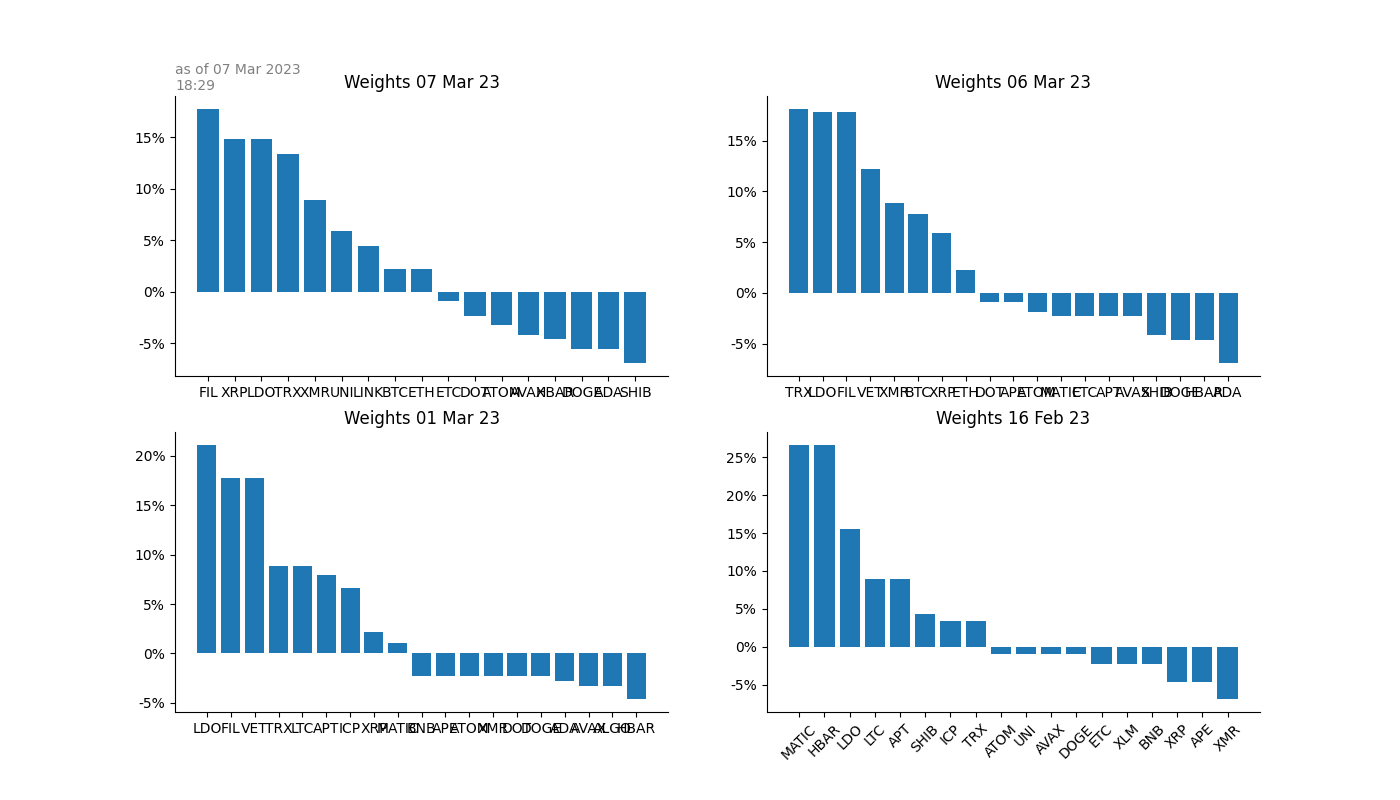 as of 07 Mar 2023
18:29
Weights 07 Mar 23
15%
10%
5%
0%
-5%
FIL XRP LDO TRX XMR UNI LINK BTC ETH ETC DOT ATOM AVAX HBAR DOGE ADA SHIB
Weights 06 Mar 23
15%
10%
5%
0%
-5%
TRX LDO FIL VET XMR BTC XRP ETH DOT APE ATOM MATIC ETC APT AVAX SHIB DOGE HBAR ADA
Weights 01 Mar 23
20%
15%
10%
5%
0%
-5%
LDO FIL VET TRX LTC APT ICP XRP MATIC BNB APE ATOM XMR DOT DOGE ADA AVAX ALGO HBAR
Weights 16 Feb 23
25%
20%
15%
10%
5%
0%
-5%
MATIC HBAR LDO LTC APT SHIB ICP TRX ATOM UNI AVAX DOGE ETC XLM BNB XRP APE XMR